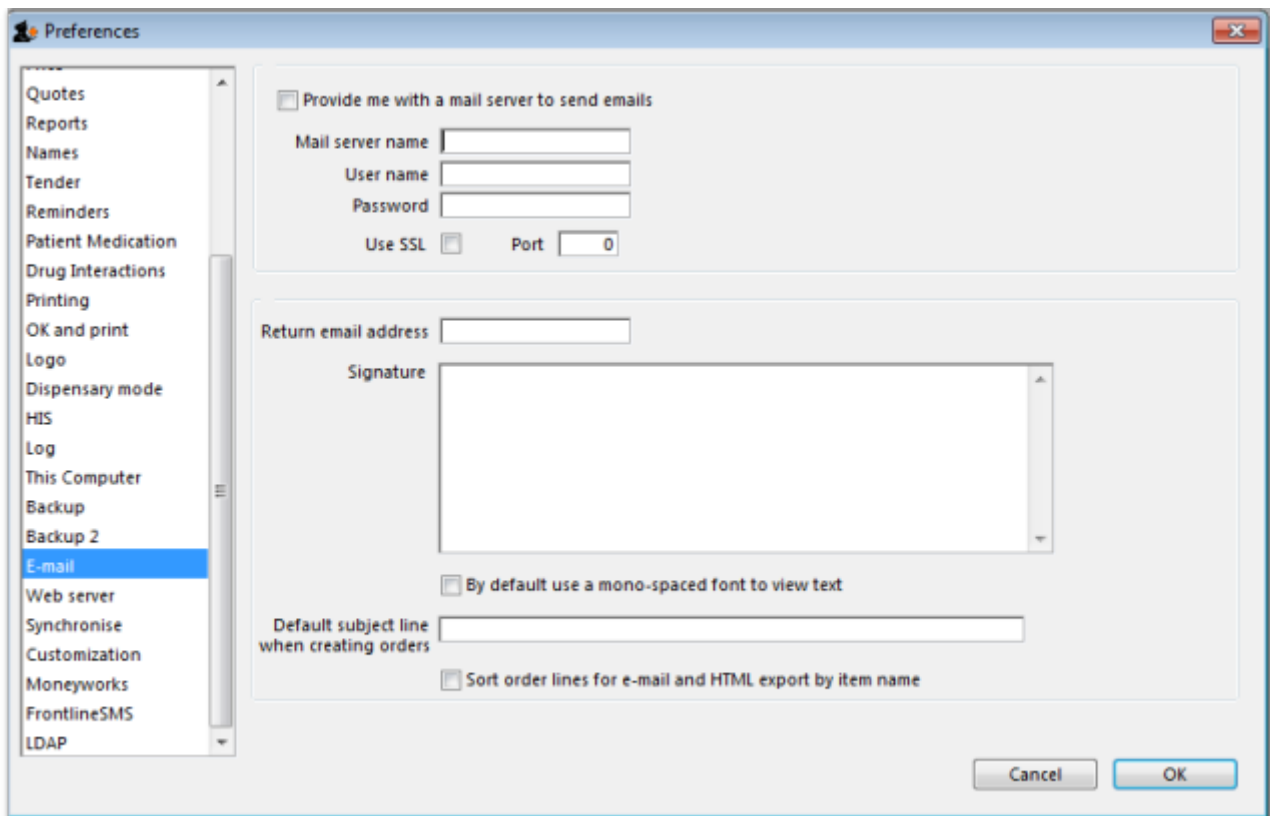 Preferences
Quotes
Reports
Names
Tender
Reminders
Patient Medication
Drug Interactions
Printing
OK and print
Logo
Dispensary mode
HIS
Log
This Computer
Backup
Backup 2
E-mail
Web server
Synchronise
Customization
Moneyworks
FrontlineSMS
LDAP
Provide me with a mail server to send emails
Mail server name
User name
Password
Use SSL Port 0
Return email address
Signature
By default use a mono-spaced font to view text
Default subject line
when creating orders
Sort order lines for e-mail and HTML export by item name
Cancel OK